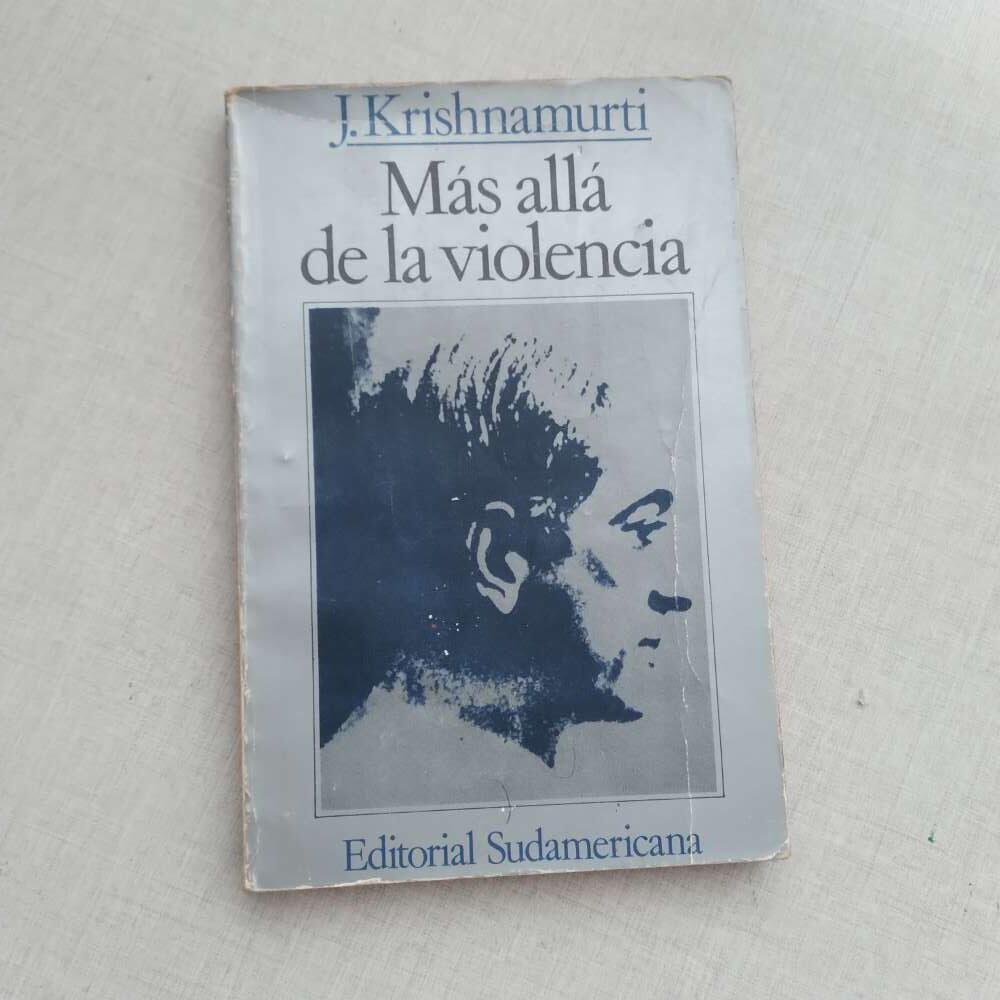 J. Krishnamurti
Más allá
de la violencia
Editorial Sudamericana